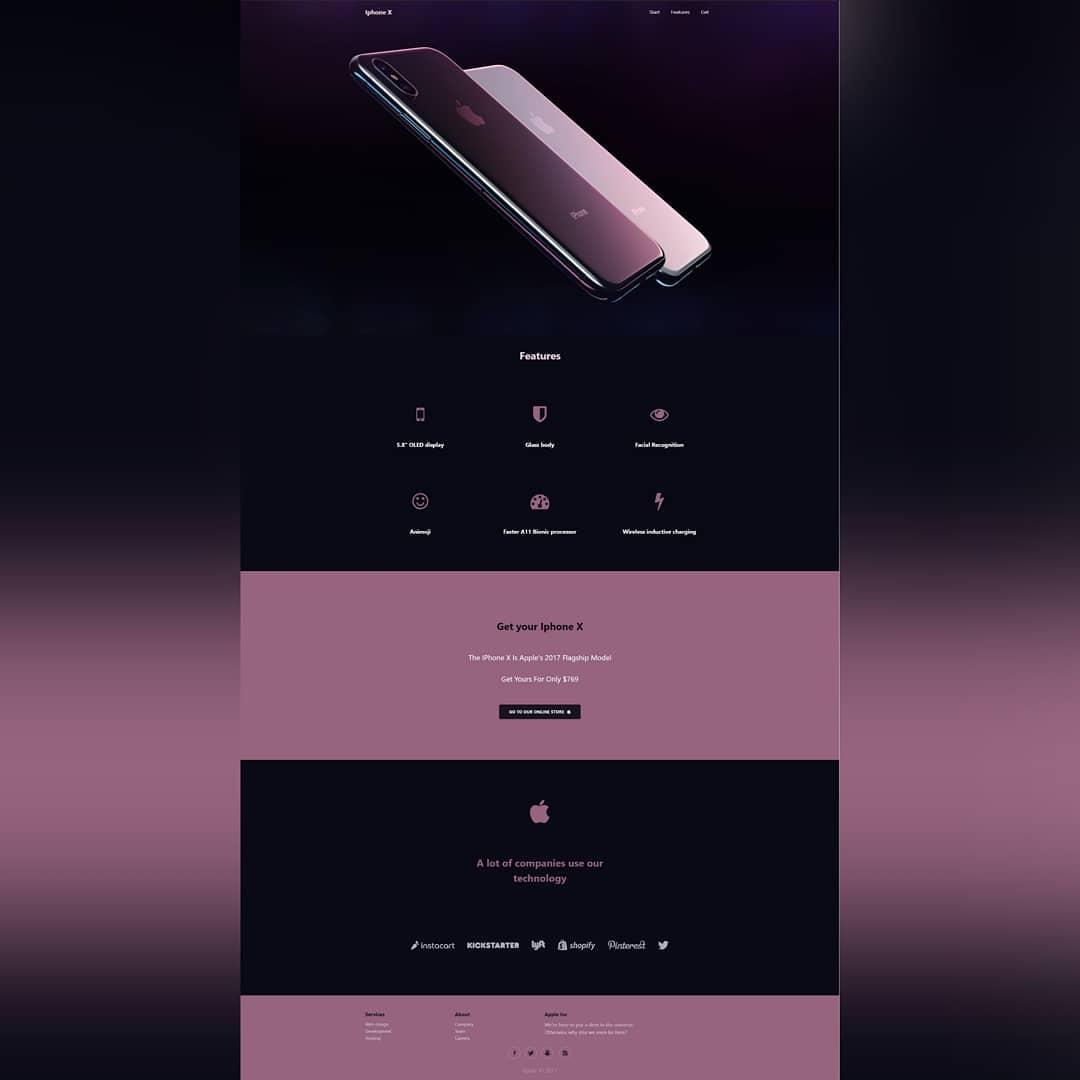 Iphone X
Start Features Get
Features
5.8" OLED display
Glass body
Facial Recognition
Animoji
Faster A11 Bionic processor
Wireless inductive charging
Get your Iphone X
The IPhone X Is Apple's 2017 Flagship Model
Get Yours For Only $769
GO TO OUR ONLINE STORE
A lot of companies use our
technology
instacart KICKSTARTER lyft shopify Pinterest
Services
Web design
Development
Hosting
About
Company
Team
Careers
Apple Inc
We're here to put a dent in the universe.
Otherwise why else we even be here?